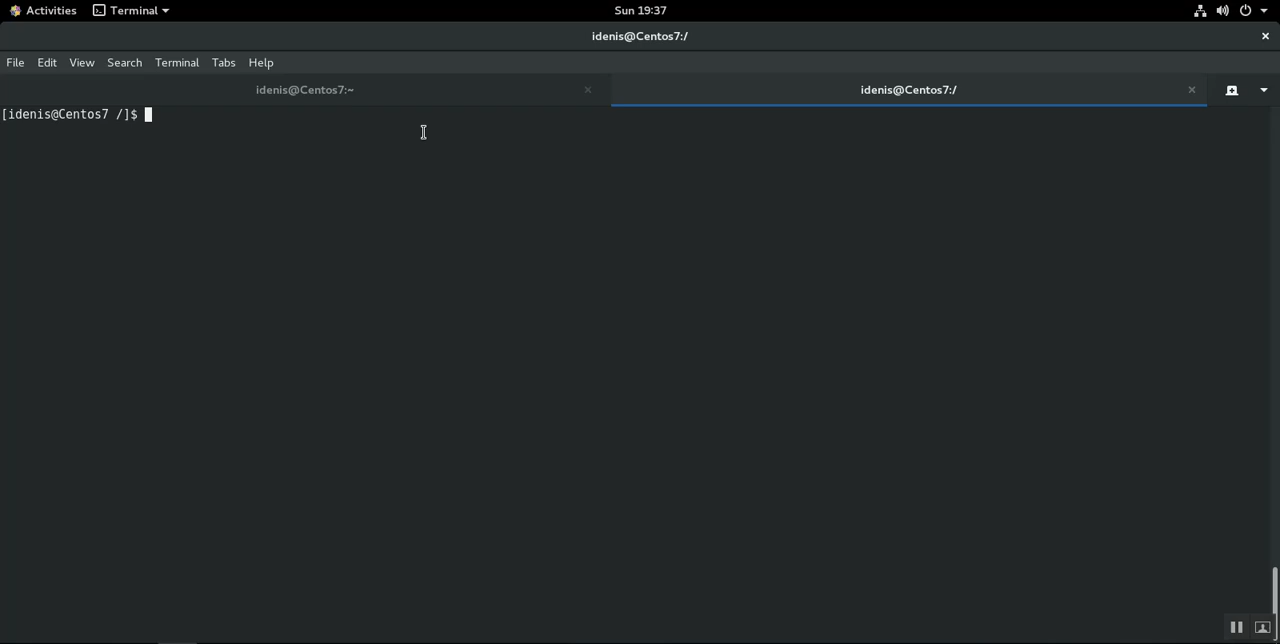 Activities Terminal Sun 19:37
idenis@Centos7:/
File Edit View Search Terminal Tabs Help
idenis@Centos7:~ idenis@Centos7:/
[idenis@Centos7 /]$